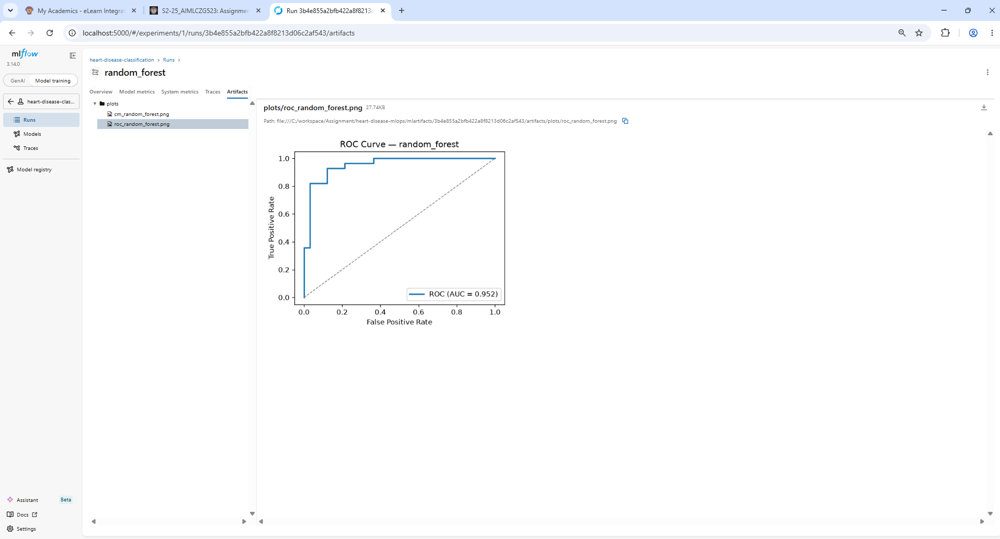 My Academics - eLearn Integra
S2-25_AIMLCZG523: Assignmen
Run 3b4e855a2bfb422a8f8213d
localhost:5000/#/experiments/1/runs/3b4e855a2bfb422a8f8213d06c2af543/artifacts
mlflow
3.14.0
GenAI
Model training
heart-disease-clas...
Runs
Models
Traces
Model registry
Assistant
Beta
Docs
Settings
heart-disease-classification
Runs
random_forest
Overview
Model metrics
System metrics
Traces
Artifacts
plots
cm_random_forest.png
roc_random_forest.png
plots/roc_random_forest.png 27.74KB
Path: file:///C:/workspace/Assignment/heart-disease-mlops/mlartifacts/3b4e855a2bfb422a8f8213d06c2af543/artifacts/plots/roc_random_forest.png
ROC Curve — random_forest
True Positive Rate
1.0
0.8
0.6
0.4
0.2
0.0
ROC (AUC = 0.952)
0.0 0.2 0.4 0.6 0.8 1.0
False Positive Rate